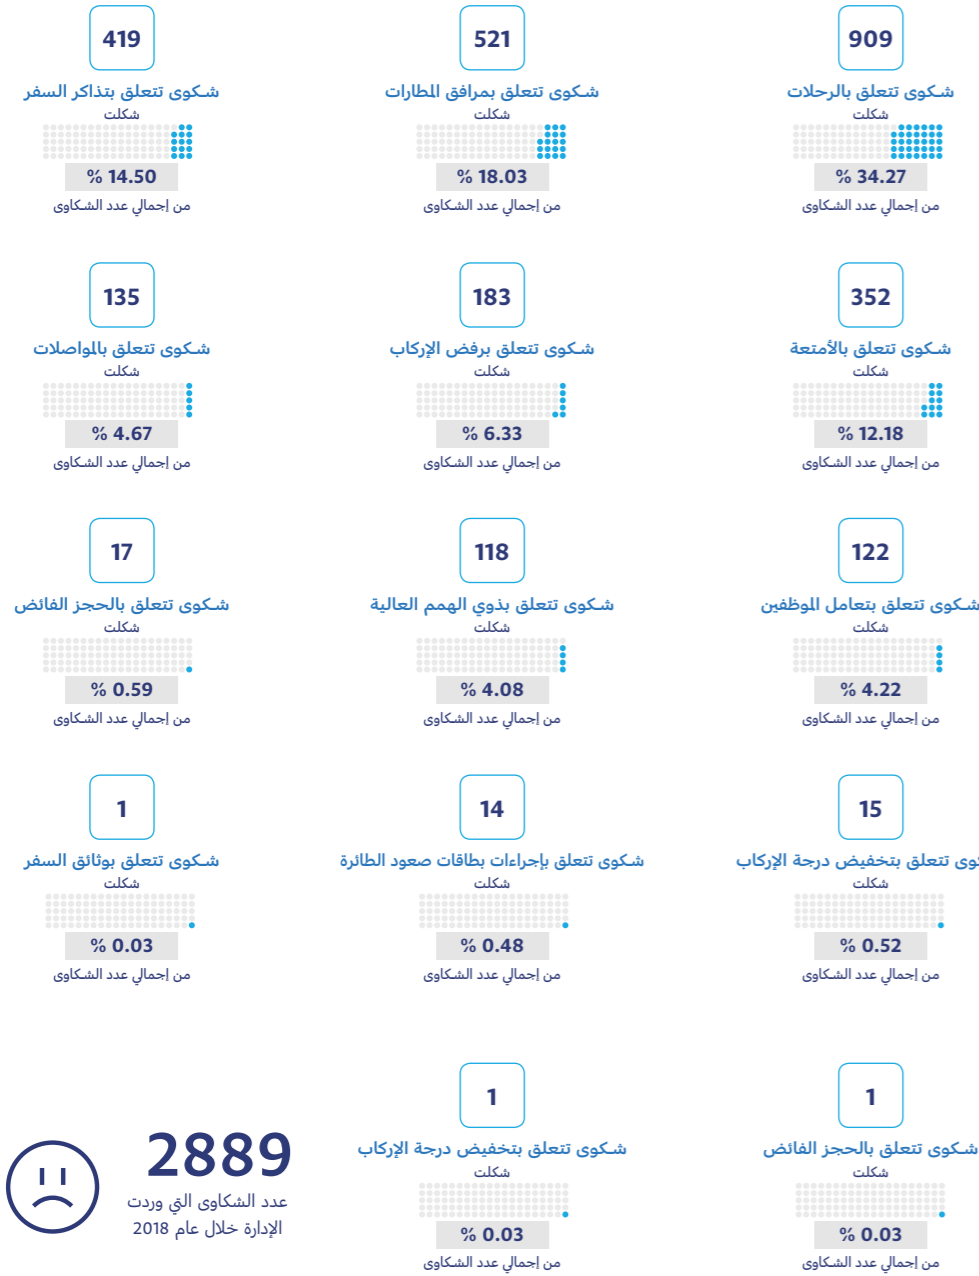 909
شكوى تتعلق بالرحلات
شكلت
% 34.27
من إجمالي عدد الشكاوى
521
شكوى تتعلق بمرافق المطارات
شكلت
% 18.03
من إجمالي عدد الشكاوى
419
شكوى تتعلق بتذاكر السفر
شكلت
% 14.50
من إجمالي عدد الشكاوى
352
شكوى تتعلق بالأمتعة
شكلت
% 12.18
من إجمالي عدد الشكاوى
183
شكوى تتعلق برفض الإركاب
شكلت
% 6.33
من إجمالي عدد الشكاوى
135
شكوى تتعلق بالمواصلات
شكلت
% 4.67
من إجمالي عدد الشكاوى
122
شكوى تتعلق بتعامل الموظفين
شكلت
% 4.22
من إجمالي عدد الشكاوى
118
شكوى تتعلق بذوي الهمم العالية
شكلت
% 4.08
من إجمالي عدد الشكاوى
17
شكوى تتعلق بالحجز الفائض
شكلت
% 0.59
من إجمالي عدد الشكاوى
15
تتعلق بتخفيض درجة الإركاب
شكلت
% 0.52
من إجمالي عدد الشكاوى
14
شكوى تتعلق بإجراءات بطاقات صعود الطائرة
شكلت
% 0.48
من إجمالي عدد الشكاوى
1
شكوى تتعلق بوثائق السفر
شكلت
% 0.03
من إجمالي عدد الشكاوى
1
شكوى تتعلق بالحجز الفائض
شكلت
% 0.03
من إجمالي عدد الشكاوى
1
شكوى تتعلق بتخفيض درجة الإركاب
شكلت
% 0.03
من إجمالي عدد الشكاوى
2889
عدد الشكاوى التي وردت
الإدارة خلال عام 2018